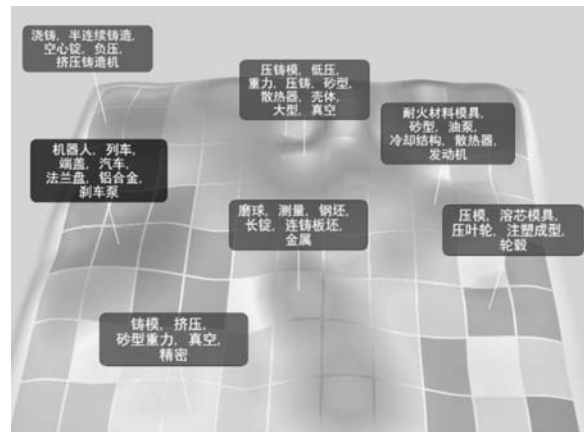 浇铸，半连续铸造，
空心锭，负压，
挤压铸造机
压铸模，低压，
重力，压铸，砂型，
散热器，壳体，
大型，真空
耐火材料模具，
砂型，油泵，
冷却结构，散热器，
发动机
机器人，列车，
端盖，汽车，
法兰盘，铝合金，
刹车泵
磨球，测量，钢坯，
长锭，连铸板坯，
金属
压模，溶芯模具，
压叶轮，注塑成型，
轮毂
铸模，挤压，
砂型重力，真空，
精密